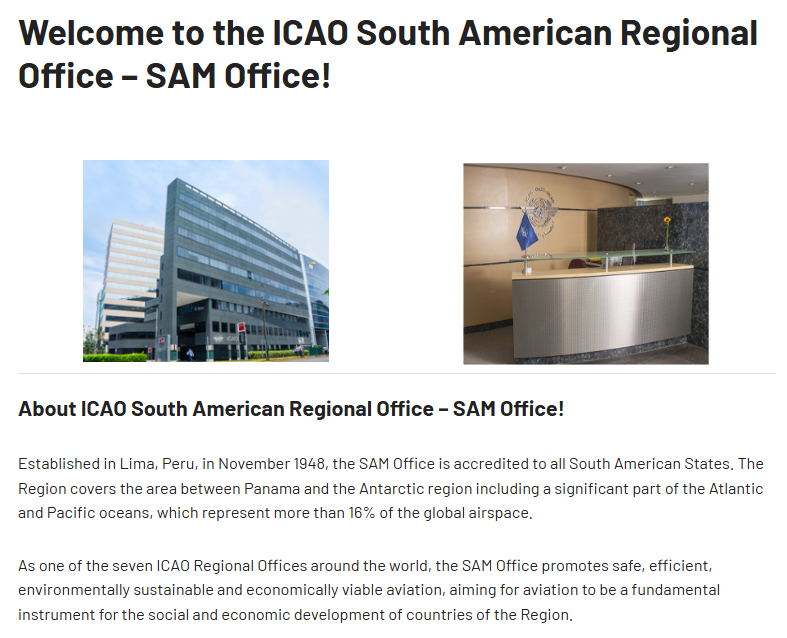 Welcome to the ICAO South American Regional
Office – SAM Office!
About ICAO South American Regional Office – SAM Office!
Established in Lima, Peru, in November 1948, the SAM Office is accredited to all South American States. The
Region covers the area between Panama and the Antarctic region including a significant part of the Atlantic
and Pacific oceans, which represent more than 16% of the global airspace.
As one of the seven ICAO Regional Offices around the world, the SAM Office promotes safe, efficient,
environmentally sustainable and economically viable aviation, aiming for aviation to be a fundamental
instrument for the social and economic development of countries of the Region.